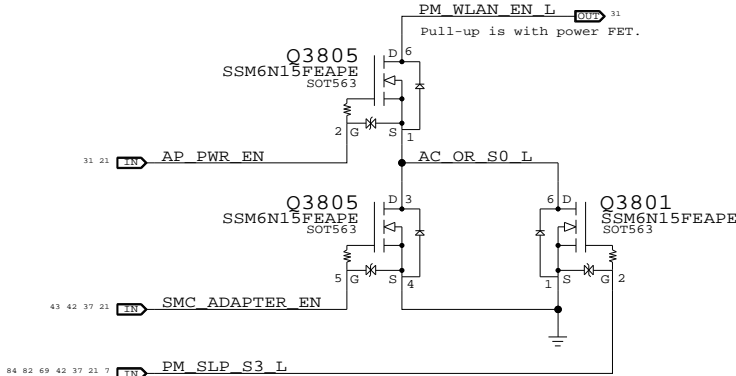 PM_WLAN_EN_L OUT 31
Pull-up is with power FET.
Q3805
SSM6N15FEAPE
SOT563
D 6
2 G S 1
31 21 IN AP_PWR_EN
AC_OR_S0_L
Q3805
SSM6N15FEAPE
SOT563
D 3
5 G S 4
6 D
Q3801
SSM6N15FEAPE
SOT563
1 S G 2
43 42 37 21 IN SMC_ADAPTER_EN
84 82 69 42 37 21 7 IN PM_SLP_S3_L